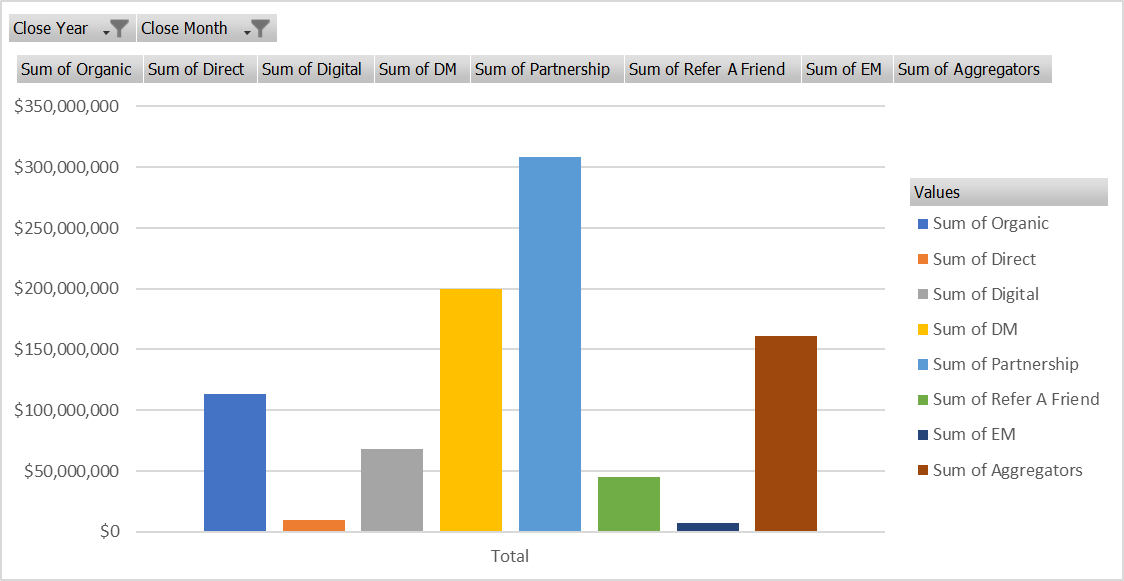 Close Year Close Month
Sum of Organic Sum of Direct Sum of Digital Sum of DM Sum of Partnership Sum of Refer A Friend Sum of EM Sum of Aggregators
$350,000,000
$300,000,000
$250,000,000
$200,000,000
$150,000,000
$100,000,000
$50,000,000
$0
Total
Values
Sum of Organic
Sum of Direct
Sum of Digital
Sum of DM
Sum of Partnership
Sum of Refer A Friend
Sum of EM
Sum of Aggregators